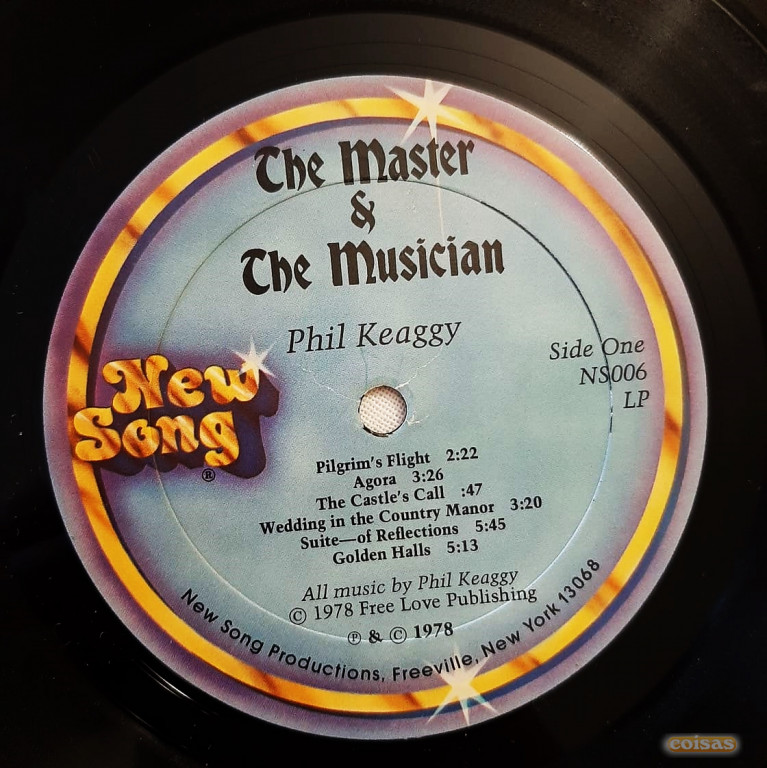 The Master
&
The Musician
Phil Keaggy
Side One
NS006
LP
New
Song
®
Pilgrim's Flight 2:22
Agora 3:26
The Castle's Call :47
Wedding in the Country Manor 3:20
Suite—of Reflections 5:45
Golden Halls 5:13
All music by Phil Keaggy
© 1978 Free Love Publishing
℗ & © 1978
New Song Productions, Freeville, New York 13068
coisas